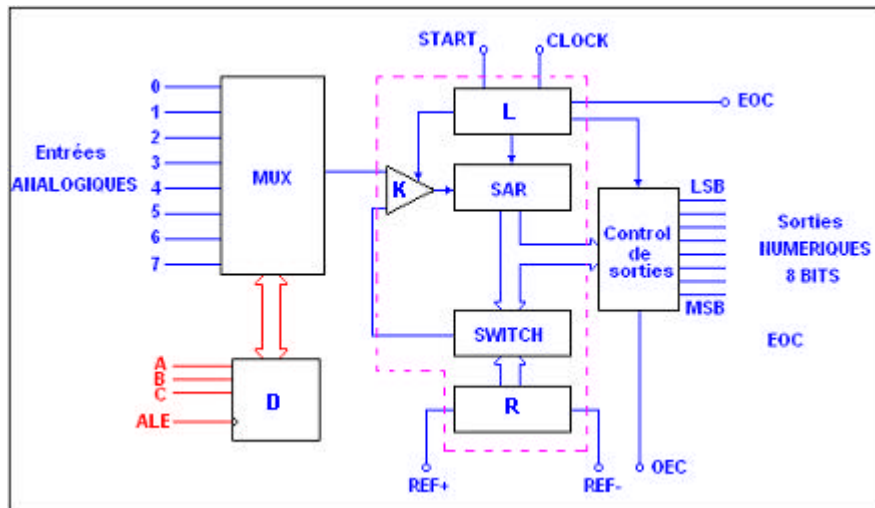 START
CLOCK
0
1
2
3
4
5
6
7
Entrées
ANALOGIQUES
MUX
L
EOC
K
SAR
LSB
Control
de
sorties
Sorties
NUMERIQUES
8 BITS
MSB
SWITCH
EOC
A
B
C
ALE
D
R
REF+
REF-
OEC